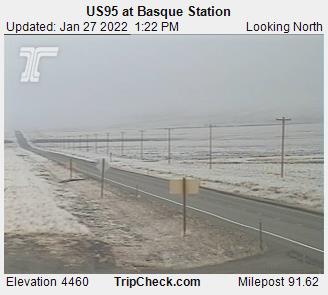 US95 at Basque Station
Updated: Jan 27 2022 1:22 PM Looking North
Elevation 4460 TripCheck.com Milepost 91.62